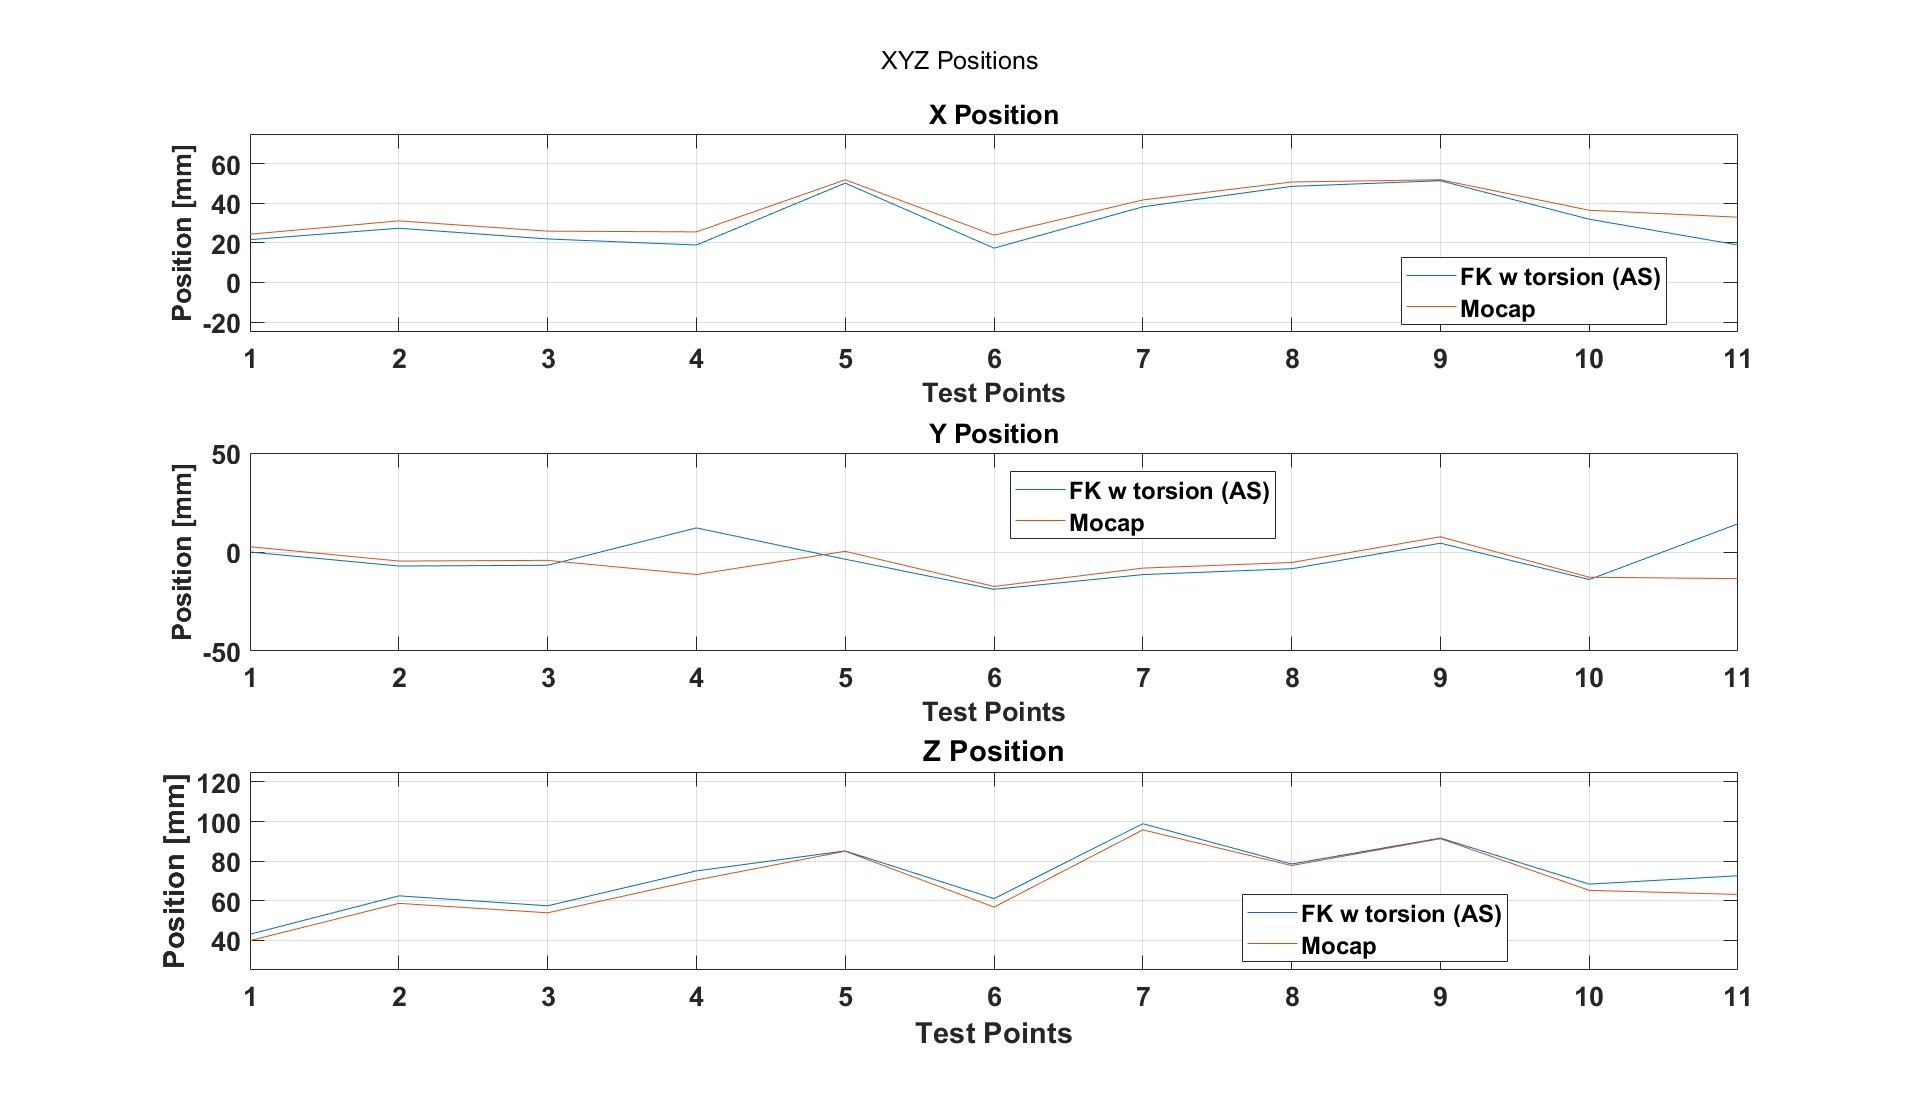 XYZ Positions
X Position
Position [mm]
60
40
20
0
-20
FK w torsion (AS)
Mocap
1 2 3 4 5 6 7 8 9 10 11
Test Points
Y Position
Position [mm]
50
0
-50
FK w torsion (AS)
Mocap
1 2 3 4 5 6 7 8 9 10 11
Test Points
Z Position
Position [mm]
120
100
80
60
40
FK w torsion (AS)
Mocap
1 2 3 4 5 6 7 8 9 10 11
Test Points